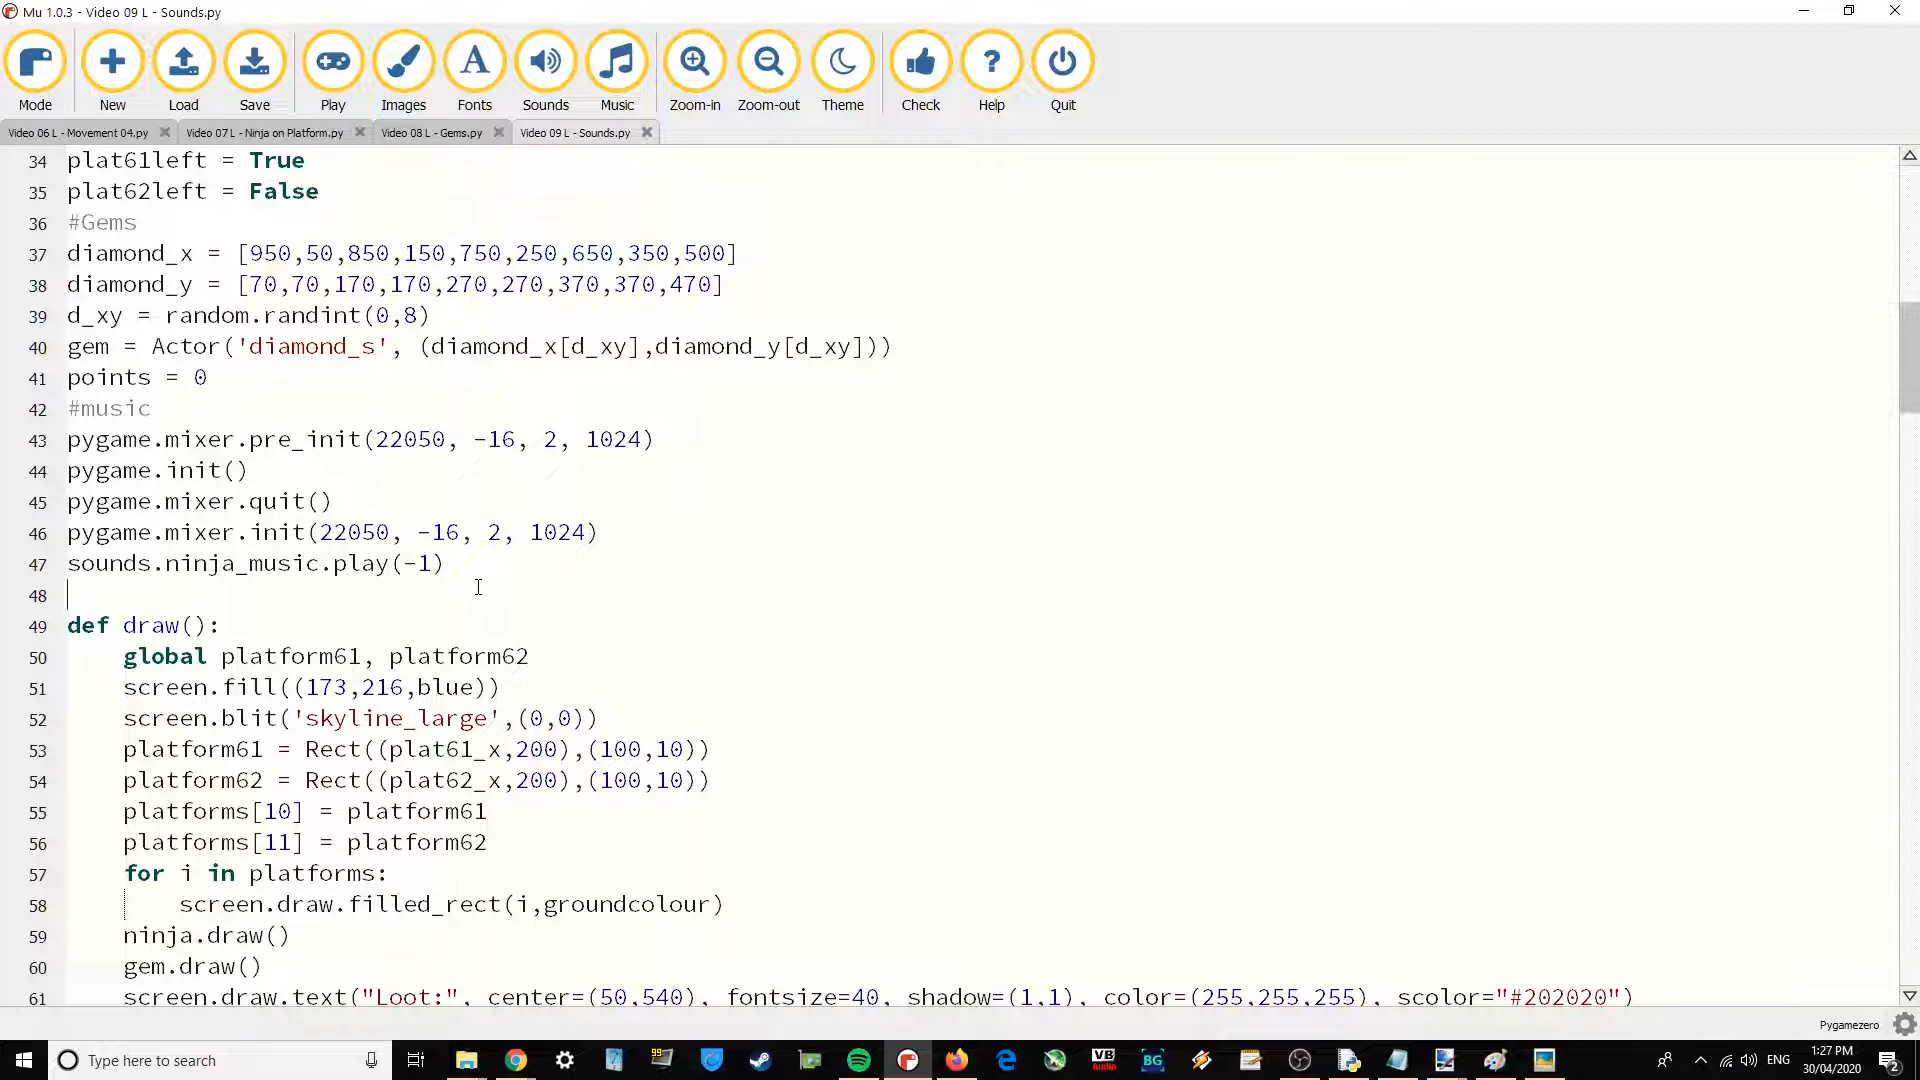 Mu 1.0.3 - Video 09 L - Sounds.py
Mode New Load Save Play Images Fonts Sounds Music Zoom-in Zoom-out Theme Check Help Quit
Video 06 L - Movement 04.py Video 07 L - Ninja on Platform.py Video 08 L - Gems.py Video 09 L - Sounds.py
34 plat61left = True
35 plat62left = False
36 #Gems
37 diamond_x = [950,50,850,150,750,250,650,350,500]
38 diamond_y = [70,70,170,170,270,270,370,370,470]
39 d_xy = random.randint(0,8)
40 gem = Actor('diamond_s', (diamond_x[d_xy],diamond_y[d_xy]))
41 points = 0
42 #music
43 pygame.mixer.pre_init(22050, -16, 2, 1024)
44 pygame.init()
45 pygame.mixer.quit()
46 pygame.mixer.init(22050, -16, 2, 1024)
47 sounds.ninja_music.play(-1)
48
49 def draw():
50 global platform61, platform62
51 screen.fill((173,216,blue))
52 screen.blit('skyline_large',(0,0))
53 platform61 = Rect((plat61_x,200),(100,10))
54 platform62 = Rect((plat62_x,200),(100,10))
55 platforms[10] = platform61
56 platforms[11] = platform62
57 for i in platforms:
58 screen.draw.filled_rect(i,groundcolour)
59 ninja.draw()
60 gem.draw()
61 screen.draw.text("Loot:", center=(50,540), fontsize=40, shadow=(1,1), color=(255,255,255), scolor="#202020")
Pygamezero
Type here to search
99
VB
Audio
BG
ENG
1:27 PM
30/04/2020
2